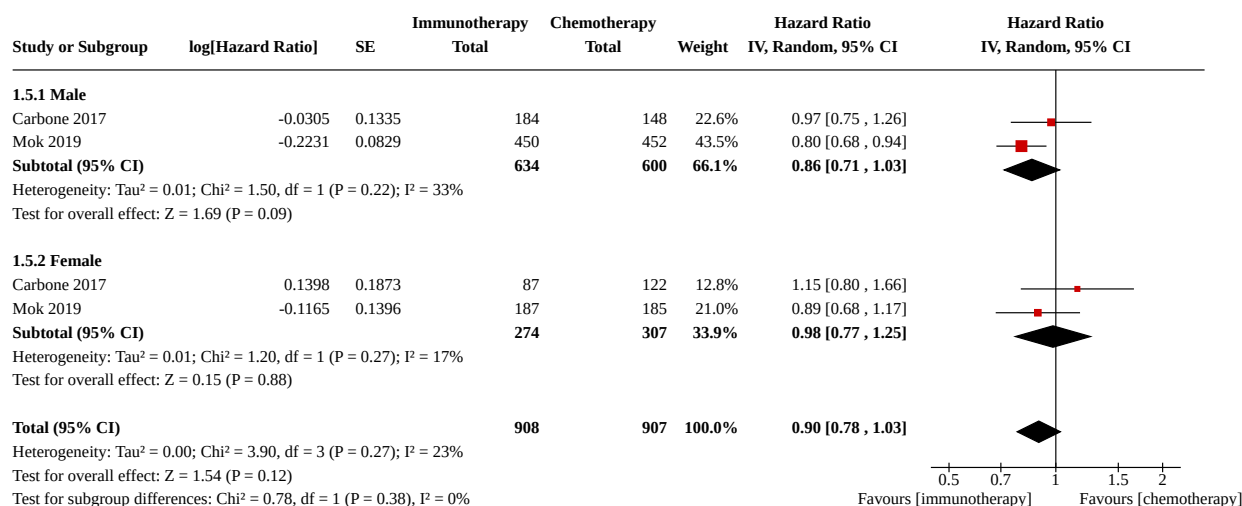 Immunotherapy Chemotherapy Hazard Ratio Hazard Ratio
Study or Subgroup log[Hazard Ratio] SE Total Total Weight IV, Random, 95% CI IV, Random, 95% CI
1.5.1 Male
Carbone 2017 -0.0305 0.1335 184 148 22.6% 0.97 [0.75 , 1.26]
Mok 2019 -0.2231 0.0829 450 452 43.5% 0.80 [0.68 , 0.94]
Subtotal (95% CI) 634 600 66.1% 0.86 [0.71 , 1.03]
Heterogeneity: Tau² = 0.01; Chi² = 1.50, df = 1 (P = 0.22); I² = 33%
Test for overall effect: Z = 1.69 (P = 0.09)
1.5.2 Female
Carbone 2017 0.1398 0.1873 87 122 12.8% 1.15 [0.80 , 1.66]
Mok 2019 -0.1165 0.1396 187 185 21.0% 0.89 [0.68 , 1.17]
Subtotal (95% CI) 274 307 33.9% 0.98 [0.77 , 1.25]
Heterogeneity: Tau² = 0.01; Chi² = 1.20, df = 1 (P = 0.27); I² = 17%
Test for overall effect: Z = 0.15 (P = 0.88)
Total (95% CI) 908 907 100.0% 0.90 [0.78 , 1.03]
Heterogeneity: Tau² = 0.00; Chi² = 3.90, df = 3 (P = 0.27); I² = 23%
Test for overall effect: Z = 1.54 (P = 0.12)
0.5 0.7 1 1.5 2
Test for subgroup differences: Chi² = 0.78, df = 1 (P = 0.38), I² = 0% Favours [immunotherapy] Favours [chemotherapy]